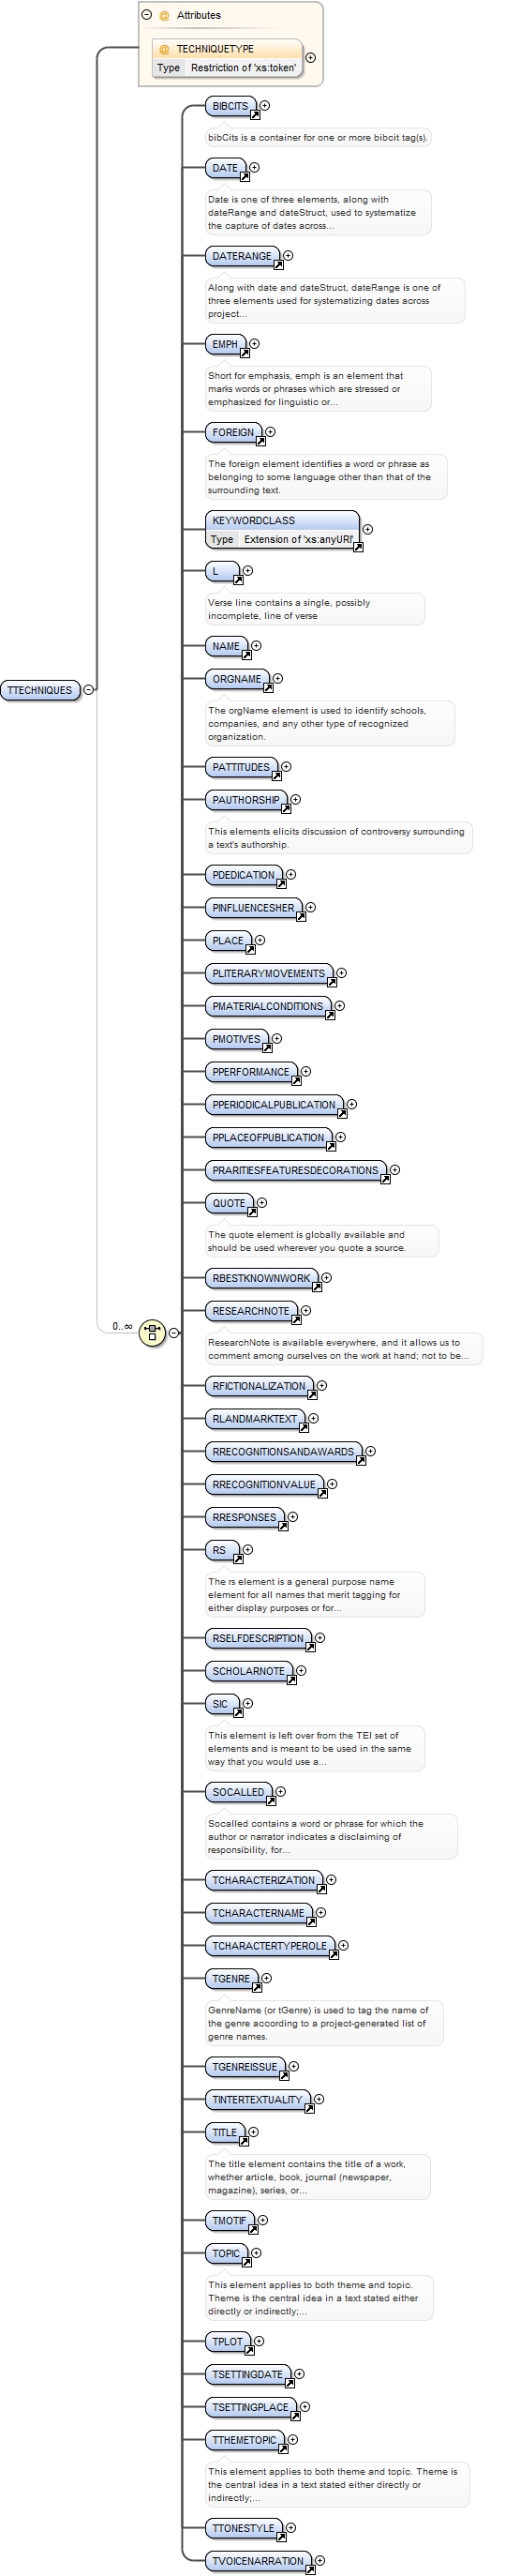 Attributes
TECHNIQUETYPE
Type Restriction of 'xs:token'
BIBCITS
bibCits is a container for one or more bibcit tag(s).
DATE
Date is one of three elements, along with
dateRange and dateStruct, used to systematize
the capture of dates across...
DATERANGE
Along with date and dateStruct, dateRange is one of
three elements used for systematizing dates across
project...
EMPH
Short for emphasis, emph is an element that
marks words or phrases which are stressed or
emphasized for linguistic or...
FOREIGN
The foreign element identifies a word or phrase as
belonging to some language other than that of the
surrounding text.
KEYWORDCLASS
Type Extension of 'xs:anyURI'
L
Verse line contains a single, possibly
incomplete, line of verse
NAME
ORGNAME
The orgName element is used to identify schools,
companies, and any other type of recognized
organization.
TTECHNIQUES
PATTITUDES
PAUTHORSHIP
This elements elicits discussion of controversy surrounding
a text's authorship.
PDEDICATION
PINFLUENCESHER
PLACE
PLITERARYMOVEMENTS
PMATERIALCONDITIONS
PMOTIVES
PPERFORMANCE
PPERIODICALPUBLICATION
PPLACEOFPUBLICATION
PRARITIESFEATURESDECORATIONS
QUOTE
The quote element is globally available and
should be used wherever you quote a source.
RBESTKNOWNWORK
RESEARCHNOTE
0..∞
ResearchNote is available everywhere, and it allows us to
comment among ourselves on the work at hand; not to be...
RFICTIONALIZATION
RLANDMARKTEXT
RRECOGNITIONSANDAWARDS
RRECOGNITIONVALUE
RRESPONSES
RS
The rs element is a general purpose name
element for all names that merit tagging for
either display purposes or for...
RSELFDESCRIPTION
SCHOLARNOTE
SIC
This element is left over from the TEI set of
elements and is meant to be used in the same
way that you would use a...
SOCALLED
Socalled contains a word or phrase for which the
author or narrator indicates a disclaiming of
responsibility, for...
TCHARACTERIZATION
TCHARACTERNAME
TCHARACTERTYPEROLE
TGENRE
GenreName (or tGenre) is used to tag the name of
the genre according to a project-generated list of
genre names.
TGENREISSUE
TINTERTEXTUALITY
TITLE
The title element contains the title of a work,
whether article, book, journal (newspaper,
magazine), series, or...
TMOTIF
TOPIC
This element applies to both theme and topic.
Theme is the central idea in a text stated either
directly or indirectly;...
TPLOT
TSETTINGDATE
TSETTINGPLACE
TTHEMETOPIC
This element applies to both theme and topic. Theme is
the central idea in a text stated either directly or
indirectly;...
TTONESTYLE
TVOICENARRATION